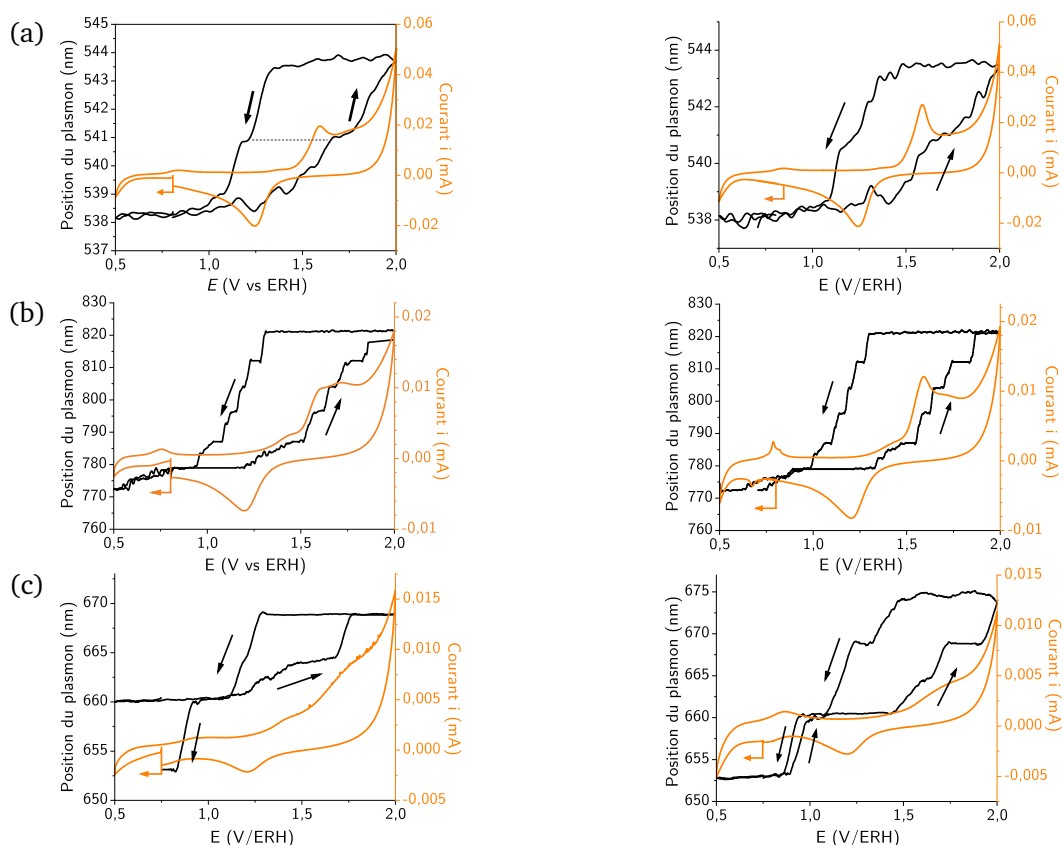 (a)
545
544
543
542
541
540
539
538
537
Position du plasmon (nm)
0,06
0,04
0,02
0,00
-0,02
Courant i (mA)
0,5 1,0 1,5 2,0
E (V vs ERH)
544
542
540
538
Position du plasmon (nm)
0,06
0,04
0,02
0,00
-0,02
Courant i (mA)
0,5 1,0 1,5 2,0
E (V/ERH)
(b)
830
820
810
800
790
780
770
760
Position du plasmon (nm)
0,02
0,01
0,00
-0,01
Courant i (mA)
0,5 1,0 1,5 2,0
E (V vs ERH)
830
820
810
800
790
780
770
760
Position du plasmon (nm)
0,02
0,01
0,00
-0,01
Courant i (mA)
0,5 1,0 1,5 2,0
E (V/ERH)
(c)
670
665
660
653
650
Position du plasmon (nm)
0,015
0,010
0,005
0,000
-0,005
Courant i (mA)
0,5 1,0 1,5 2,0
E (V/ERH)
675
670
665
660
655
650
Position du plasmon (nm)
0,015
0,010
0,005
0,000
-0,005
Courant i (mA)
0,5 1,0 1,5 2,0
E (V/ERH)